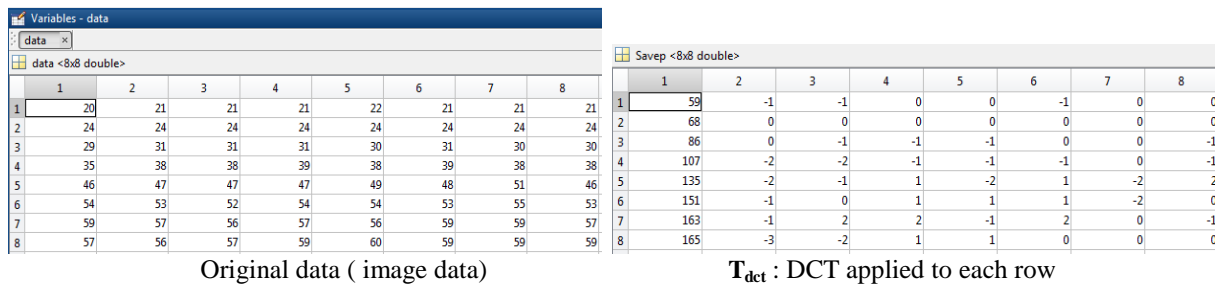 Variables - data
data ×
data <8x8 double>
1 2 3 4 5 6 7 8
1 20 21 21 21 22 21 21 21
2 24 24 24 24 24 24 24 24
3 29 31 31 31 30 31 30 30
4 35 38 38 39 38 39 38 38
5 46 47 47 47 49 48 51 46
6 54 53 52 54 54 53 55 53
7 59 57 56 57 56 59 59 57
8 57 56 57 59 60 59 59 59
Original data ( image data)
Savep <8x8 double>
1 2 3 4 5 6 7 8
1 59 -1 -1 0 0 -1 0 0
2 68 0 0 0 0 0 0 0
3 86 0 -1 -1 -1 0 0 -1
4 107 -2 -2 -1 -1 -1 0 -1
5 135 -2 -1 1 -2 1 -2 2
6 151 -1 0 1 1 1 -2 0
7 163 -1 2 2 -1 2 0 -1
8 165 -3 -2 1 1 0 0 0
Tdct : DCT applied to each row